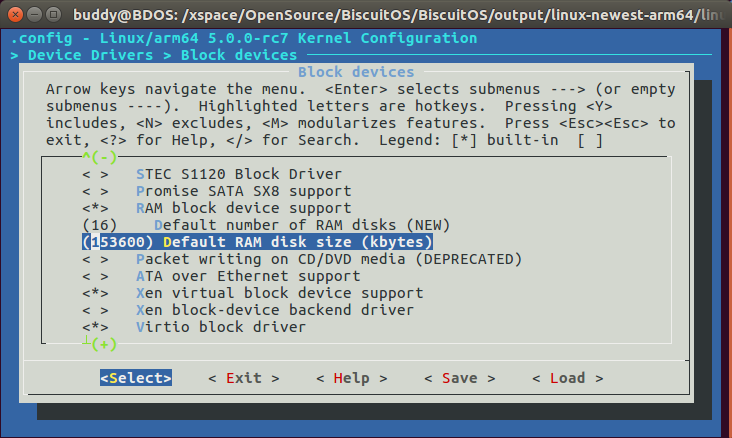 buddy@BDOS: /xspace/OpenSource/BiscuitOS/BiscuitOS/output/linux-newest-arm64/linu
.config - Linux/arm64 5.0.0-rc7 Kernel Configuration
> Device Drivers > Block devices
Block devices
Arrow keys navigate the menu.  <Enter> selects submenus ---> (or empty
submenus ----).  Highlighted letters are hotkeys.  Pressing <Y>
includes, <N> excludes, <M> modularizes features.  Press <Esc><Esc> to
exit, <?> for Help, </> for Search.  Legend: [*] built-in  [ ]
^(-)
< >   STEC S1120 Block Driver
< >   Promise SATA SX8 support
<*>   RAM block device support
(16)    Default number of RAM disks (NEW)
(153600) Default RAM disk size (kbytes)
< >   Packet writing on CD/DVD media (DEPRECATED)
< >   ATA over Ethernet support
<*>   Xen virtual block device support
< >   Xen block-device backend driver
<*>   Virtio block driver
(+)
<Select>    < Exit >    < Help >    < Save >    < Load >